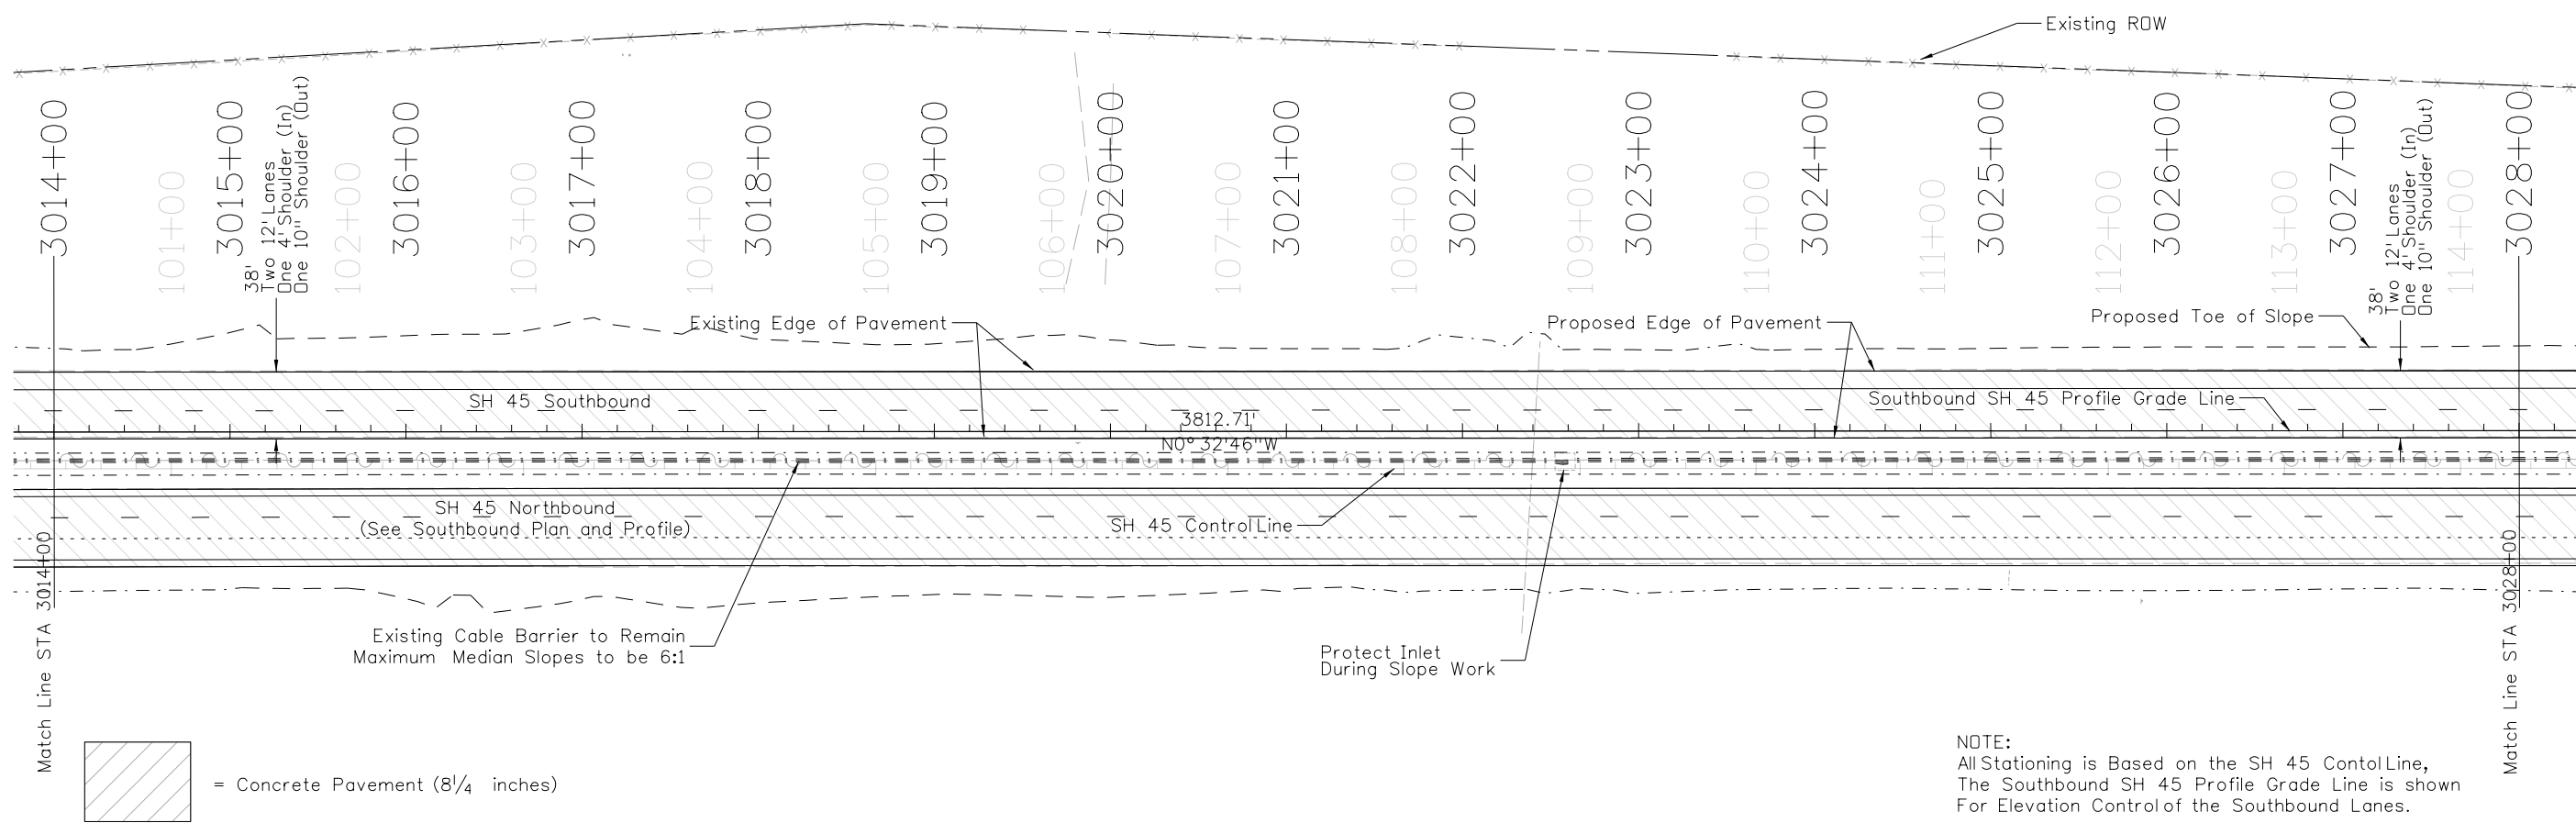 Existing ROW
3014+00
3015+00
3016+00
3017+00
3018+00
3019+00
3020+00
3021+00
3022+00
3023+00
3024+00
3025+00
3026+00
3027+00
3028+00
101+00
102+00
103+00
104+00
105+00
106+00
107+00
108+00
109+00
110+00
111+00
112+00
113+00
114+00
38'
Two 12' Lanes
One 4' Shoulder (In)
One 10" Shoulder (Out)
38'
Two 12' Lanes
One 4' Shoulder (In)
One 10" Shoulder (Out)
Existing Edge of Pavement
Proposed Edge of Pavement
Proposed Toe of Slope
SH 45 Southbound
Southbound SH 45 Profile Grade Line
3812.71'
N0° 32'46"W
SH 45 Northbound
(See Southbound Plan and Profile)
SH 45 Control Line
Existing Cable Barrier to Remain
Maximum Median Slopes to be 6:1
Protect Inlet
During Slope Work
Match Line STA 3014+00
Match Line STA 3028+00
= Concrete Pavement (8 1/4 inches)
NOTE:
All Stationing is Based on the SH 45 Contol Line,
The Southbound SH 45 Profile Grade Line is shown
For Elevation Control of the Southbound Lanes.